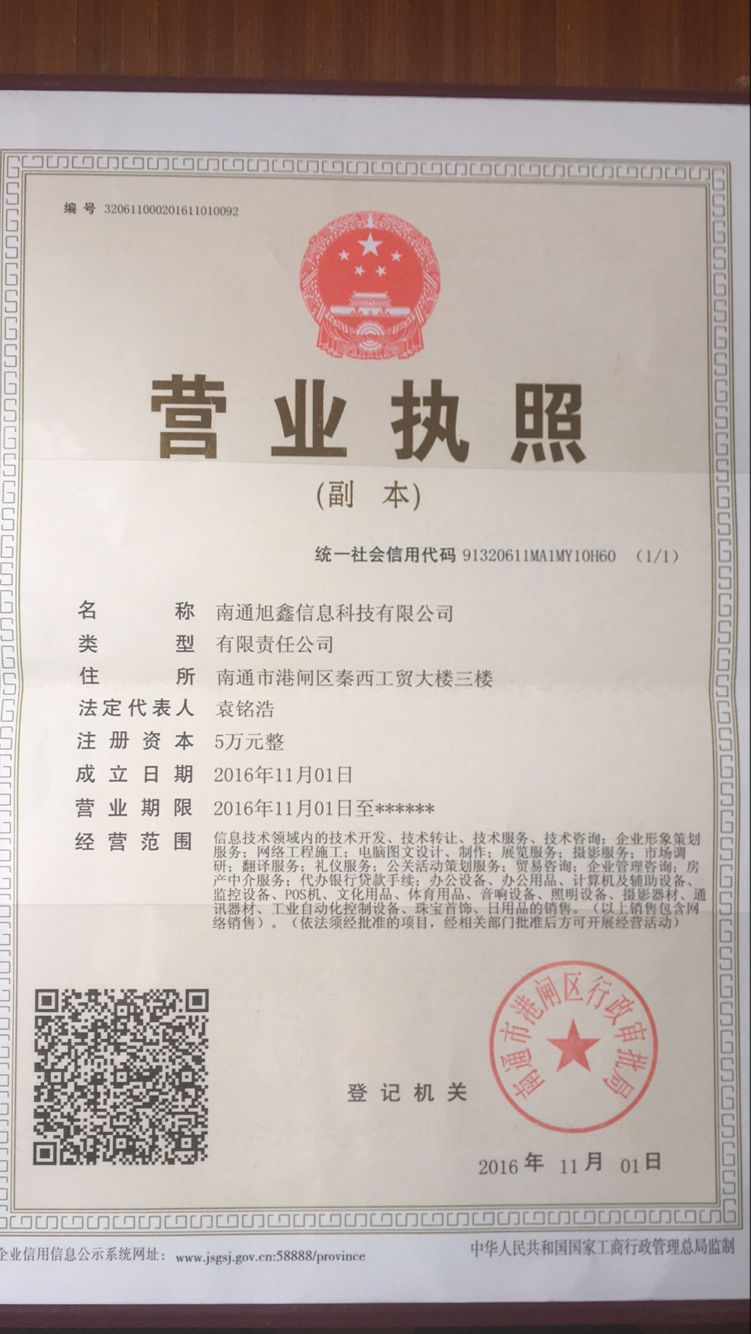 编 号 320611000201611010092
营业执照
(副 本)
统一社会信用代码 91320611MA1MY10H60 (1/1)
名 称 南通旭鑫信息科技有限公司
类 型 有限责任公司
住 所 南通市港闸区秦西工贸大楼三楼
法定代表人 袁铭浩
注 册 资 本 5万元整
成 立 日 期 2016年11月01日
营 业 期 限 2016年11月01日至******
经 营 范 围 信息技术领域内的技术开发、技术转让、技术服务、技术咨询；企业形象策划
服务；网络工程施工；电脑图文设计、制作；展览服务；摄影服务；市场调
研；翻译服务；礼仪服务；公关活动策划服务；贸易咨询；企业管理咨询；房
产中介服务；代办银行贷款手续；办公设备、办公用品、计算机及辅助设备、
监控设备、POS机、文化用品、体育用品、音响设备、照明设备、摄影器材、通
讯器材、工业自动化控制设备、珠宝首饰、日用品的销售。（以上销售包含网
络销售）。（依法须经批准的项目，经相关部门批准后方可开展经营活动）
南通市港闸区行政审批局
登 记 机 关
2016 年 11 月 01 日
企业信用信息公示系统网址： www.jsgsj.gov.cn:58888/province
中华人民共和国国家工商行政管理总局监制